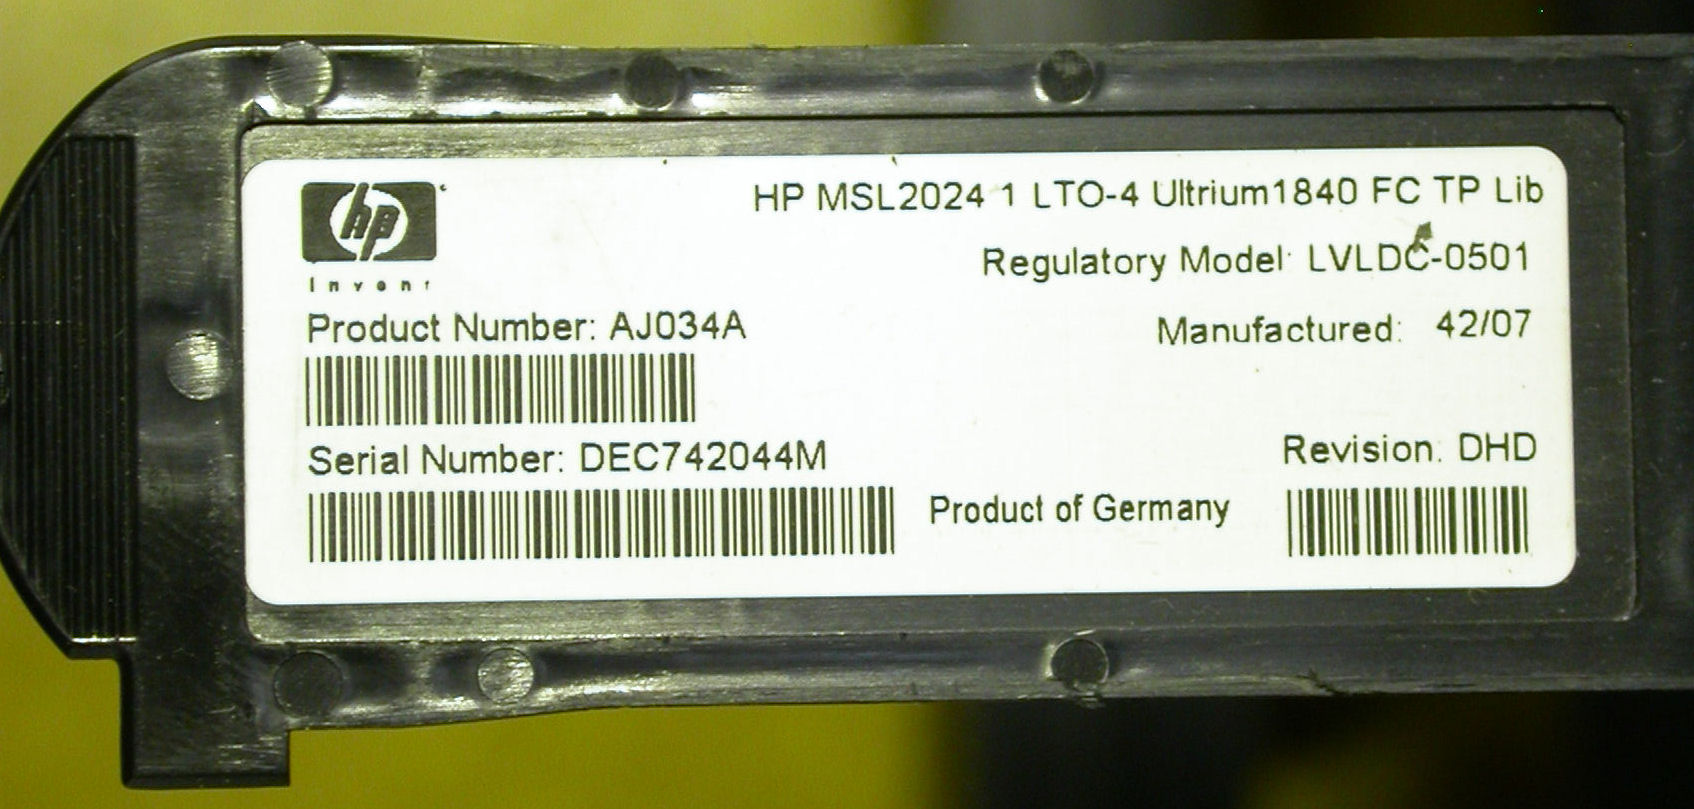 hp
invent
HP MSL2024 1 LTO-4 Ultrium1840 FC TP Lib
Regulatory Model: LVLDC-0501
Product Number: AJ034A
Manufactured: 42/07
Serial Number: DEC742044M
Revision: DHD
Product of Germany